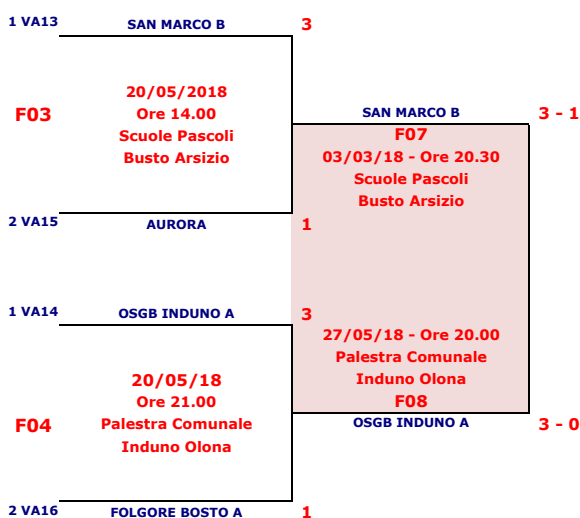 1 VA13 SAN MARCO B 3
F03
20/05/2018
Ore 14.00
Scuole Pascoli
Busto Arsizio
2 VA15 AURORA 1
SAN MARCO B 3 - 1
F07
03/03/18 - Ore 20.30
Scuole Pascoli
Busto Arsizio
1 VA14 OSGB INDUNO A 3
F04
20/05/18
Ore 21.00
Palestra Comunale
Induno Olona
2 VA16 FOLGORE BOSTO A 1
27/05/18 - Ore 20.00
Palestra Comunale
Induno Olona
F08
OSGB INDUNO A 3 - 0